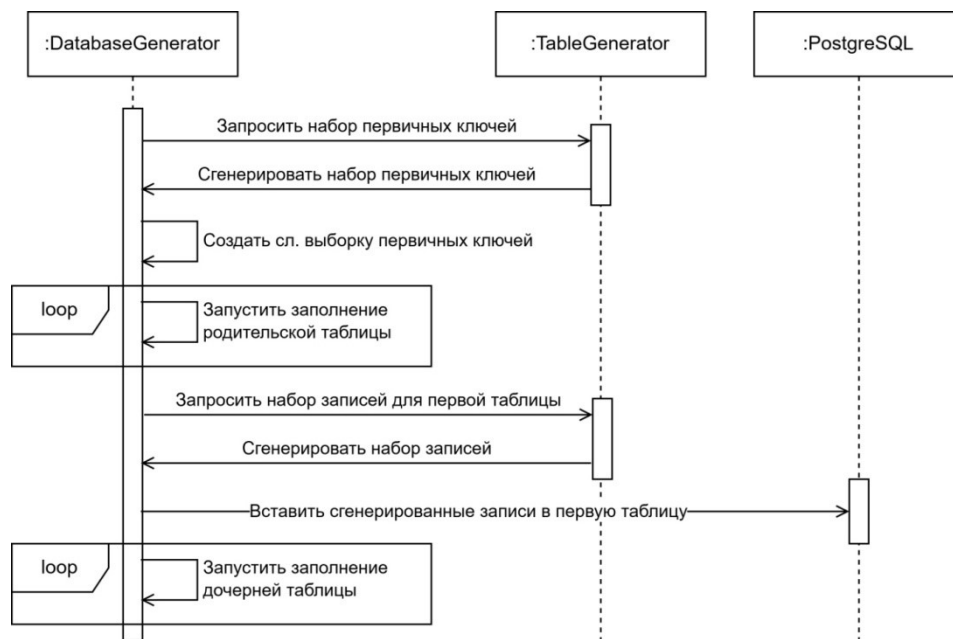 :DatabaseGenerator
:TableGenerator
:PostgreSQL
Запросить набор первичных ключей
Сгенерировать набор первичных ключей
Создать сл. выборку первичных ключей
loop
Запустить заполнение
родительской таблицы
Запросить набор записей для первой таблицы
Сгенерировать набор записей
Вставить сгенерированные записи в первую таблицу
loop
Запустить заполнение
дочерней таблицы